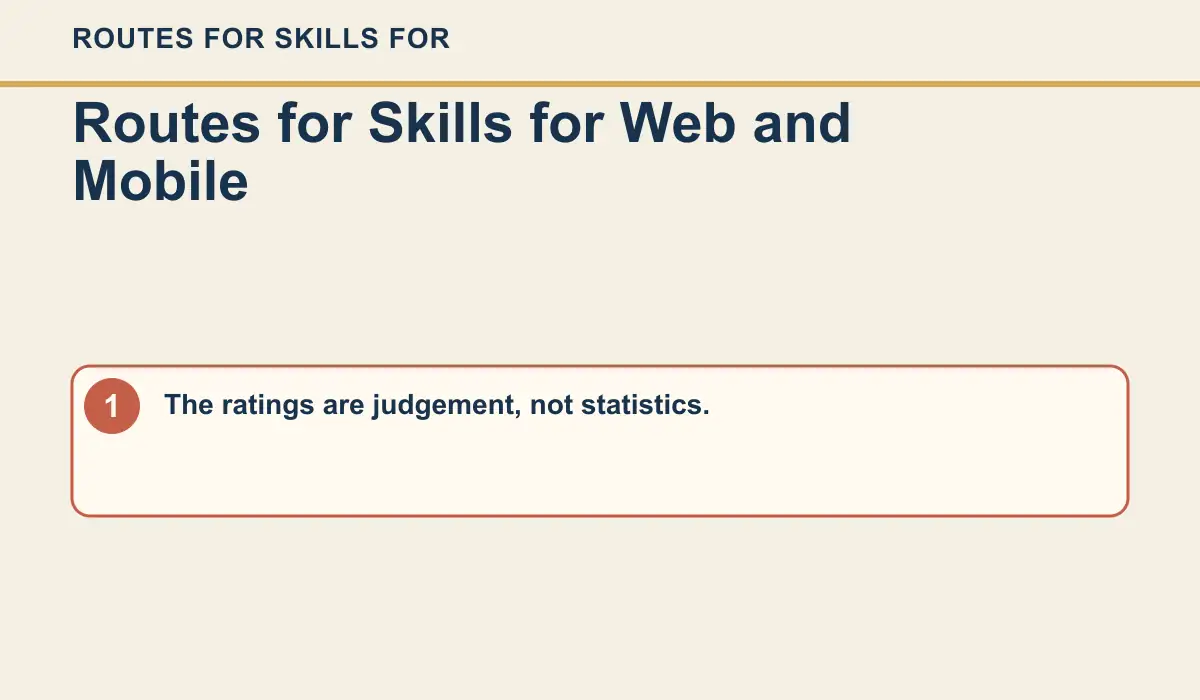 ROUTES FOR SKILLS FOR
Routes for Skills for Web and
Mobile
1
The ratings are judgement, not statistics.